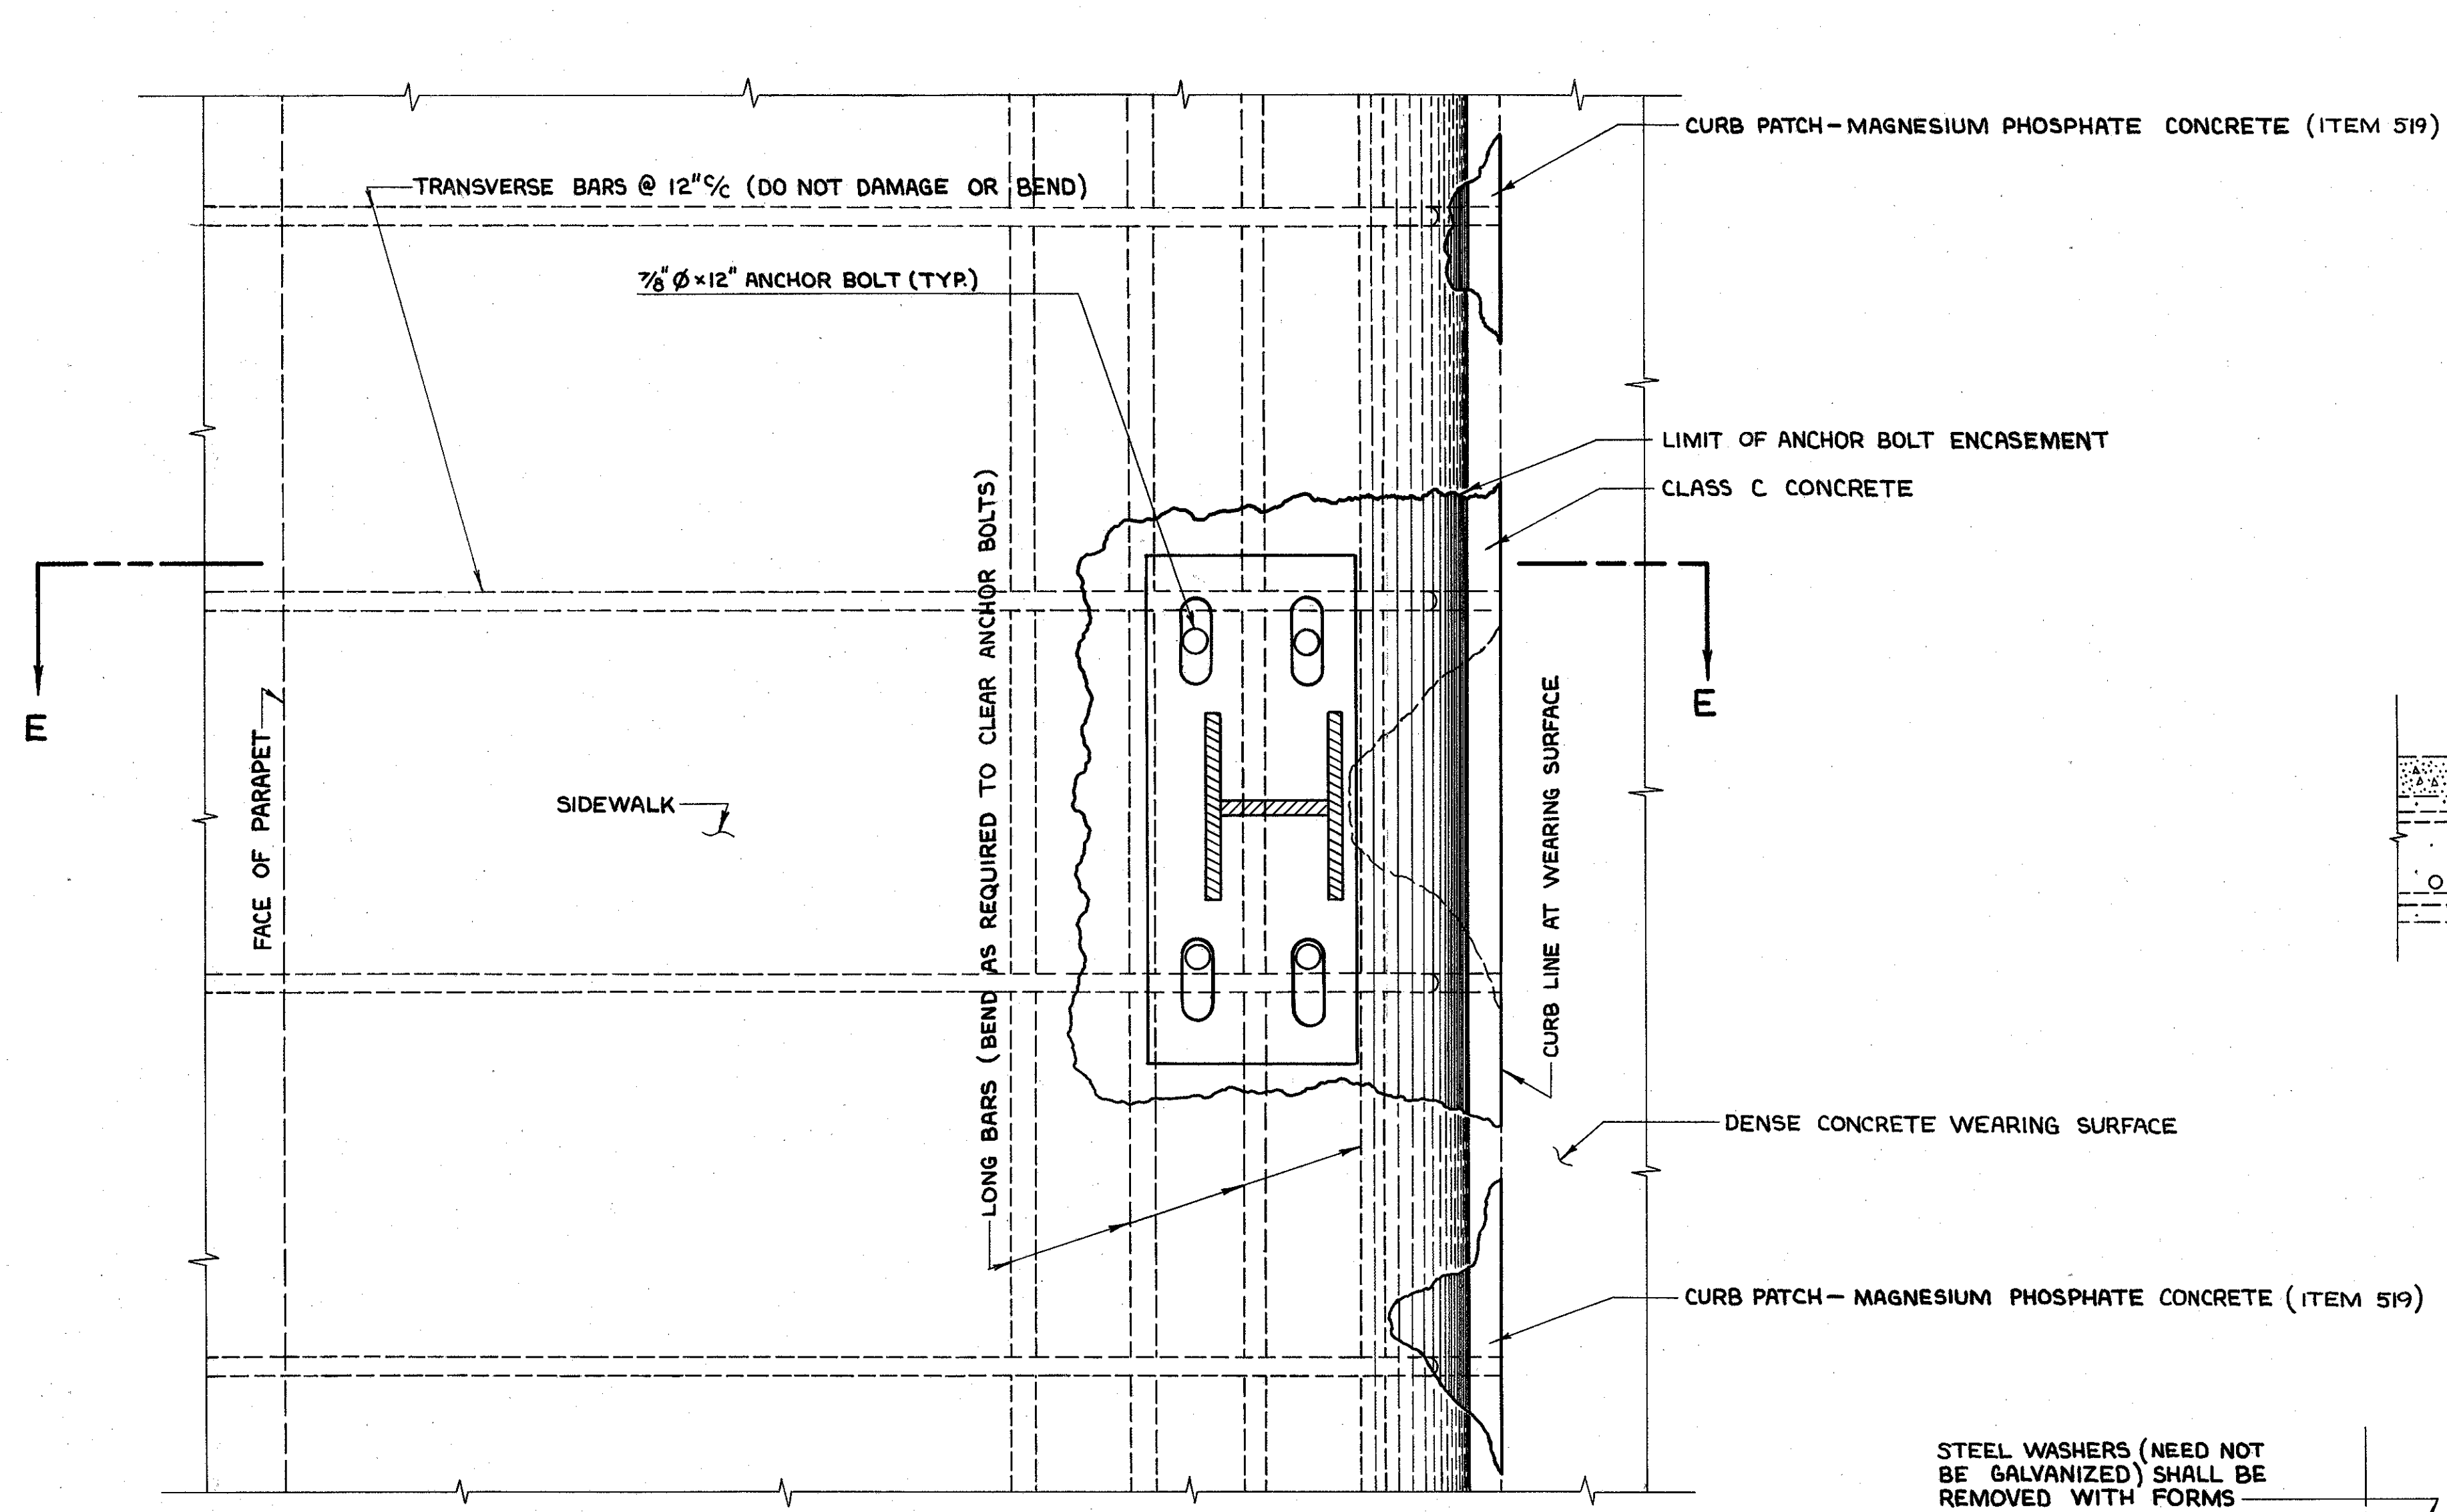 CURB PATCH-MAGNESIUM PHOSPHATE CONCRETE (ITEM 519)
TRANSVERSE BARS @ 12" C/C (DO NOT DAMAGE OR BEND)
7/8" Ø x 12" ANCHOR BOLT (TYP.)
LIMIT OF ANCHOR BOLT ENCASEMENT
CLASS C CONCRETE
E
E
FACE OF PARAPET
SIDEWALK
LONG BARS (BEND AS REQUIRED TO CLEAR ANCHOR BOLTS)
CURB LINE AT WEARING SURFACE
DENSE CONCRETE WEARING SURFACE
CURB PATCH-MAGNESIUM PHOSPHATE CONCRETE (ITEM 519)
STEEL WASHERS (NEED NOT
BE GALVANIZED) SHALL BE
REMOVED WITH FORMS